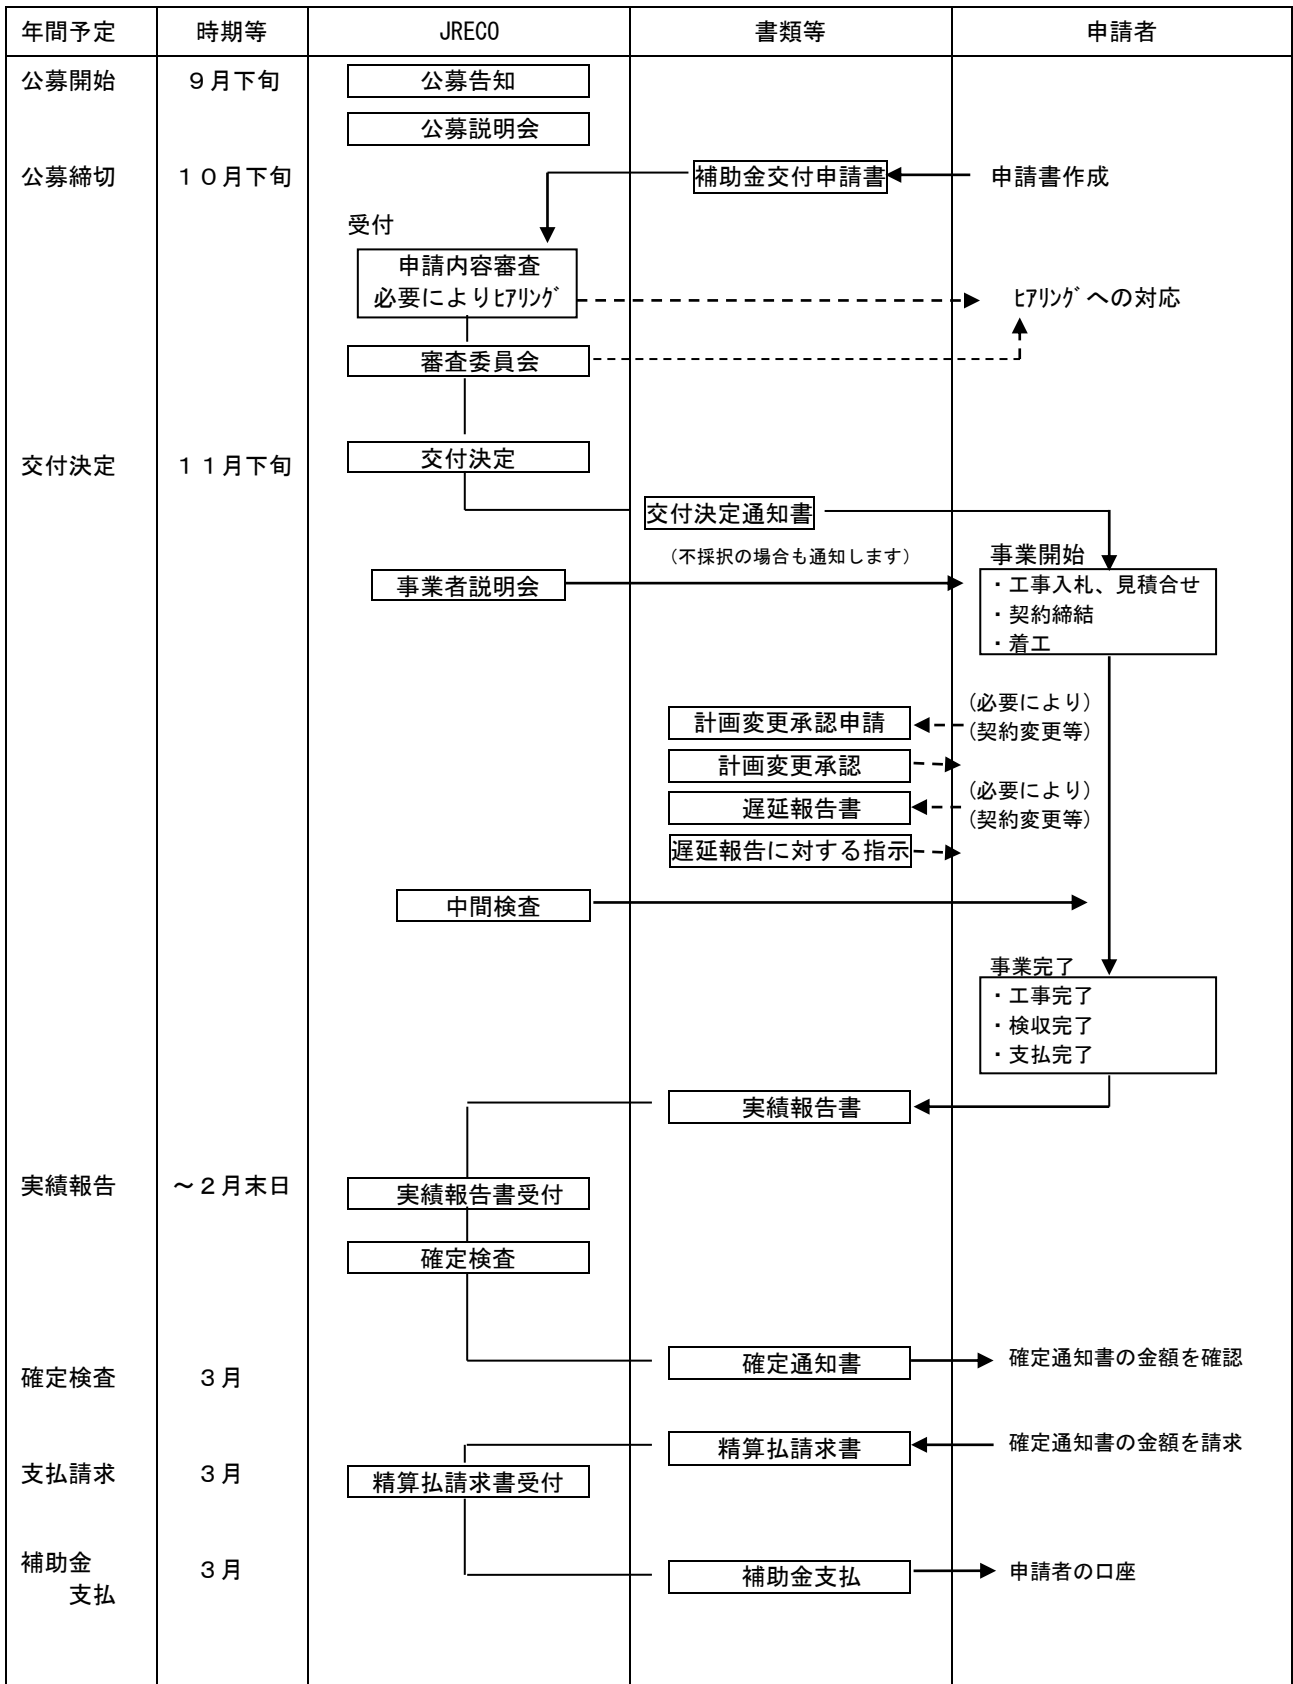 年間予定 時期等 JRECO 書類等 申請者
公募開始 ９月下旬 公募告知
公募説明会
公募締切 １０月下旬 補助金交付申請書 申請書作成
受付
申請内容審査
必要によりﾋｱﾘﾝｸﾞ ﾋｱﾘﾝｸﾞへの対応
審査委員会
交付決定 １１月下旬 交付決定
交付決定通知書
（不採択の場合も通知します） 事業開始
事業者説明会 ・工事入札、見積合せ
・契約締結
・着工
(必要により)
計画変更承認申請 (契約変更等)
計画変更承認
(必要により)
遅延報告書 (契約変更等)
遅延報告に対する指示
中間検査
事業完了
・工事完了
・検収完了
・支払完了
実績報告書
実績報告 ～２月末日 実績報告書受付
確定検査
確定通知書 確定通知書の金額を確認
確定検査 ３月
精算払請求書 確定通知書の金額を請求
支払請求 ３月 精算払請求書受付
補助金 ３月 補助金支払 申請者の口座
支払